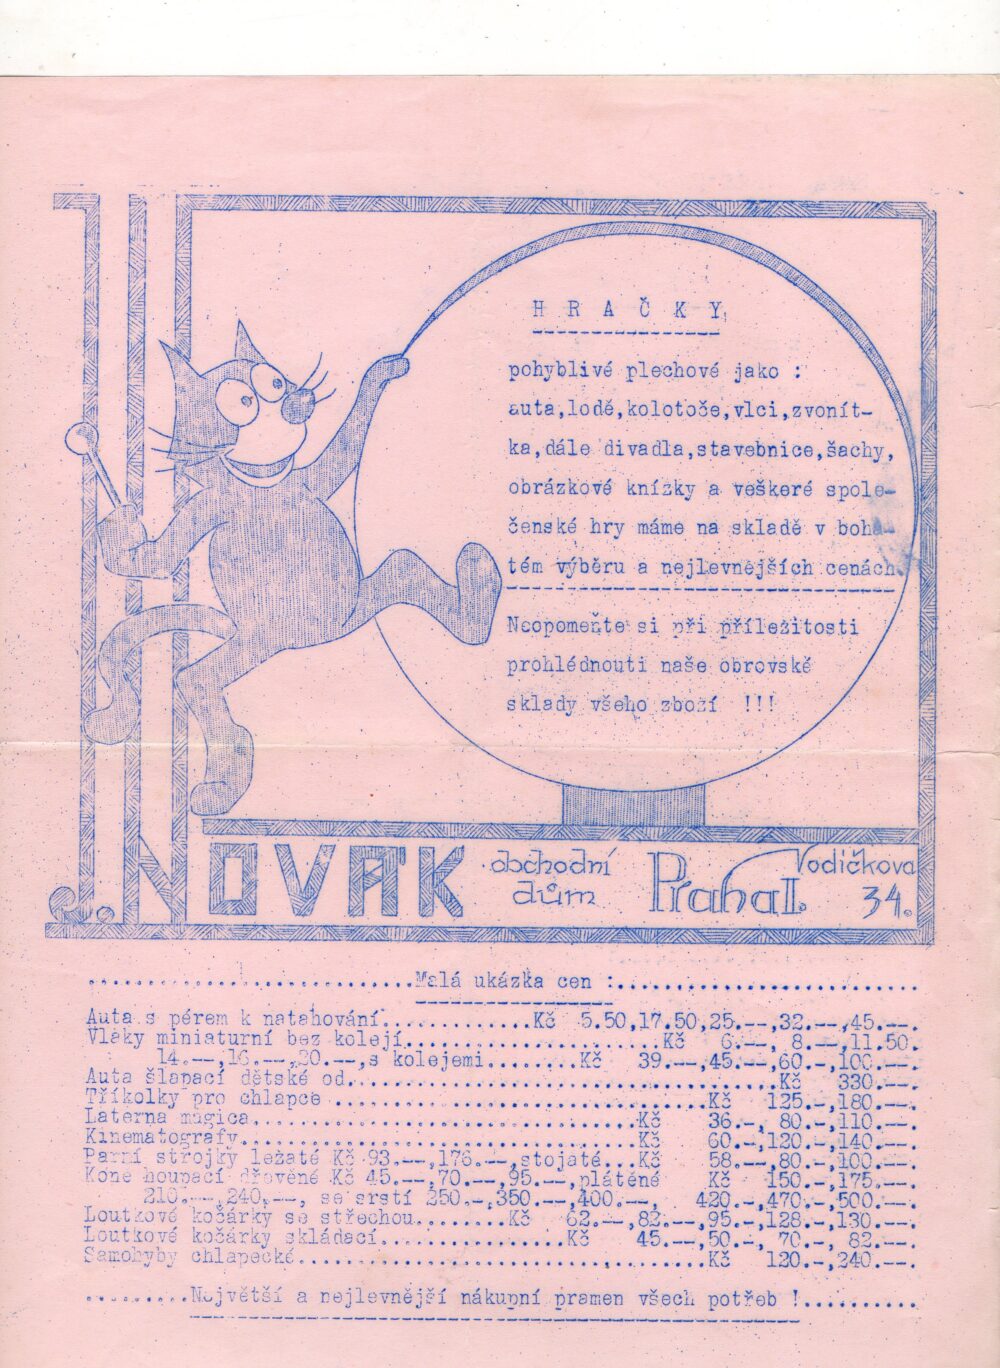 H R A Č K Y
pohyblivé plechové jako :
auta,lodě,kolotoče,vlci,zvonít-
ka,dále divadla,stavebnice,šachy,
obrázkové knížky a veškeré spole-
čenské hry máme na skladě v boha-
tém výběru a nejlevnějších cenách
Neopomeňte si při příležitosti
prohlédnouti naše obrovské
sklady všeho zboží !!!
J. NOVÁK obchodní dům Praha II. Vodičkova 34.
..............................Malá ukázka cen :............................
Auta s pérem k natahování.............Kč 5.50,17.50,25.--,32.--,45.--.
Vláky miniaturní bez kolejí......................Kč 6.--, 8.--,11.50.
14.--,16.--,20.--,s kolejemi........Kč 39.--,45.--,60.-,100.--.
Auta šlapací dětské od.....................................Kč 330.--.
Tříkolky pro chlapce ................................Kč 125.-,180.--.
Laterna magica.................................Kč 36.-, 80.-,110.--.
Kinematografy..................................Kč 60.-,120.-,140.--.
Parní strojky ležaté Kč 93.--,176.--,stojaté...Kč 58.--,80.-,100.--.
Koně houpací dřevěné Kč 45.--,70.--,95.--,plátěné Kč 150.-,175.--.
210.--,240.--, se srstí 250.-,350.--,400.--, 420.-,470.-,500.--.
Loutkové kočárky se střechou........Kč 62.--,82.--,95.-,128.-,130.--.
Loutkové kočárky skládací................Kč 45.--,50.-, 70.-, 82.--.
Samohyby chlapecké...................................Kč 120.-,240.--.
.........Největší a nejlevnější nákupní pramen všech potřeb !..........